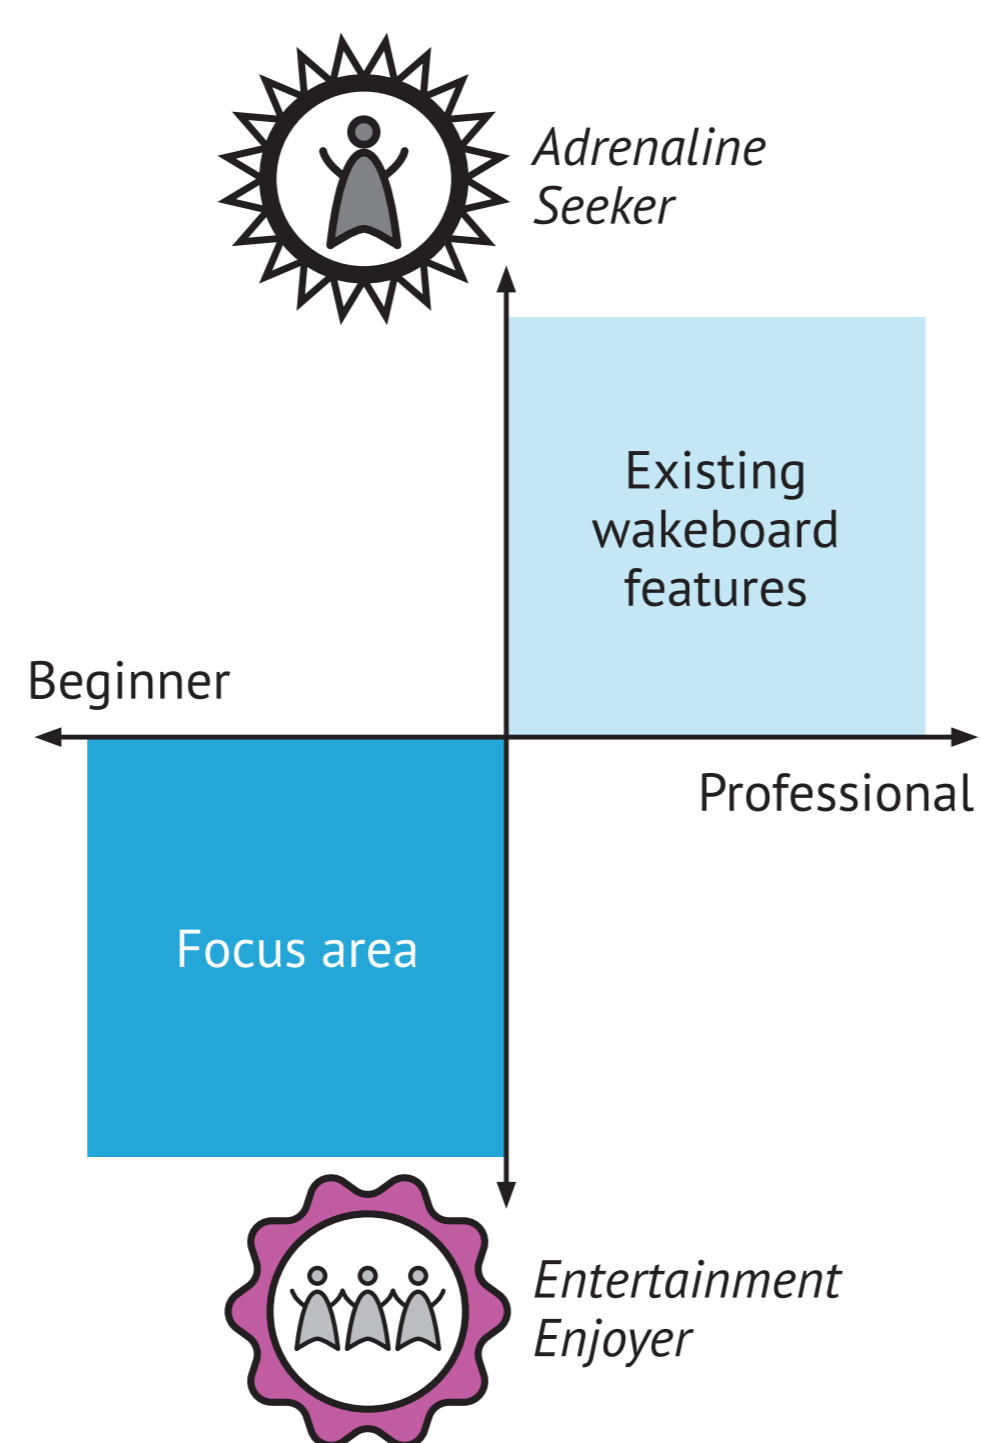 Adrenaline
Seeker
Existing
wakeboard
features
Beginner
Professional
Focus area
Entertainment
Enjoyer